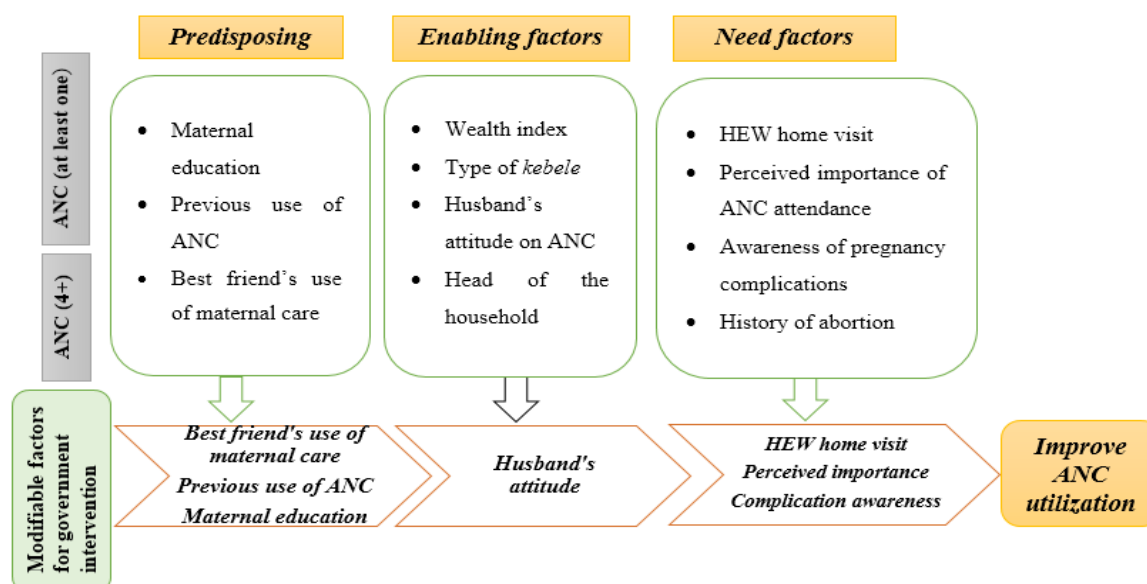 Predisposing
Enabling factors
Need factors
ANC (at least one)
ANC (4+)
• Maternal
education
• Previous use of
ANC
• Best friend's use
of maternal care
• Wealth index
• Type of kebele
• Husband's
attitude on ANC
• Head of the
household
• HEW home visit
• Perceived importance of
ANC attendance
• Awareness of pregnancy
complications
• History of abortion
Modifiable factors
for government
intervention
Best friend's use of
maternal care
Previous use of ANC
Maternal education
Husband's
attitude
HEW home visit
Perceived importance
Complication awareness
Improve
ANC
utilization